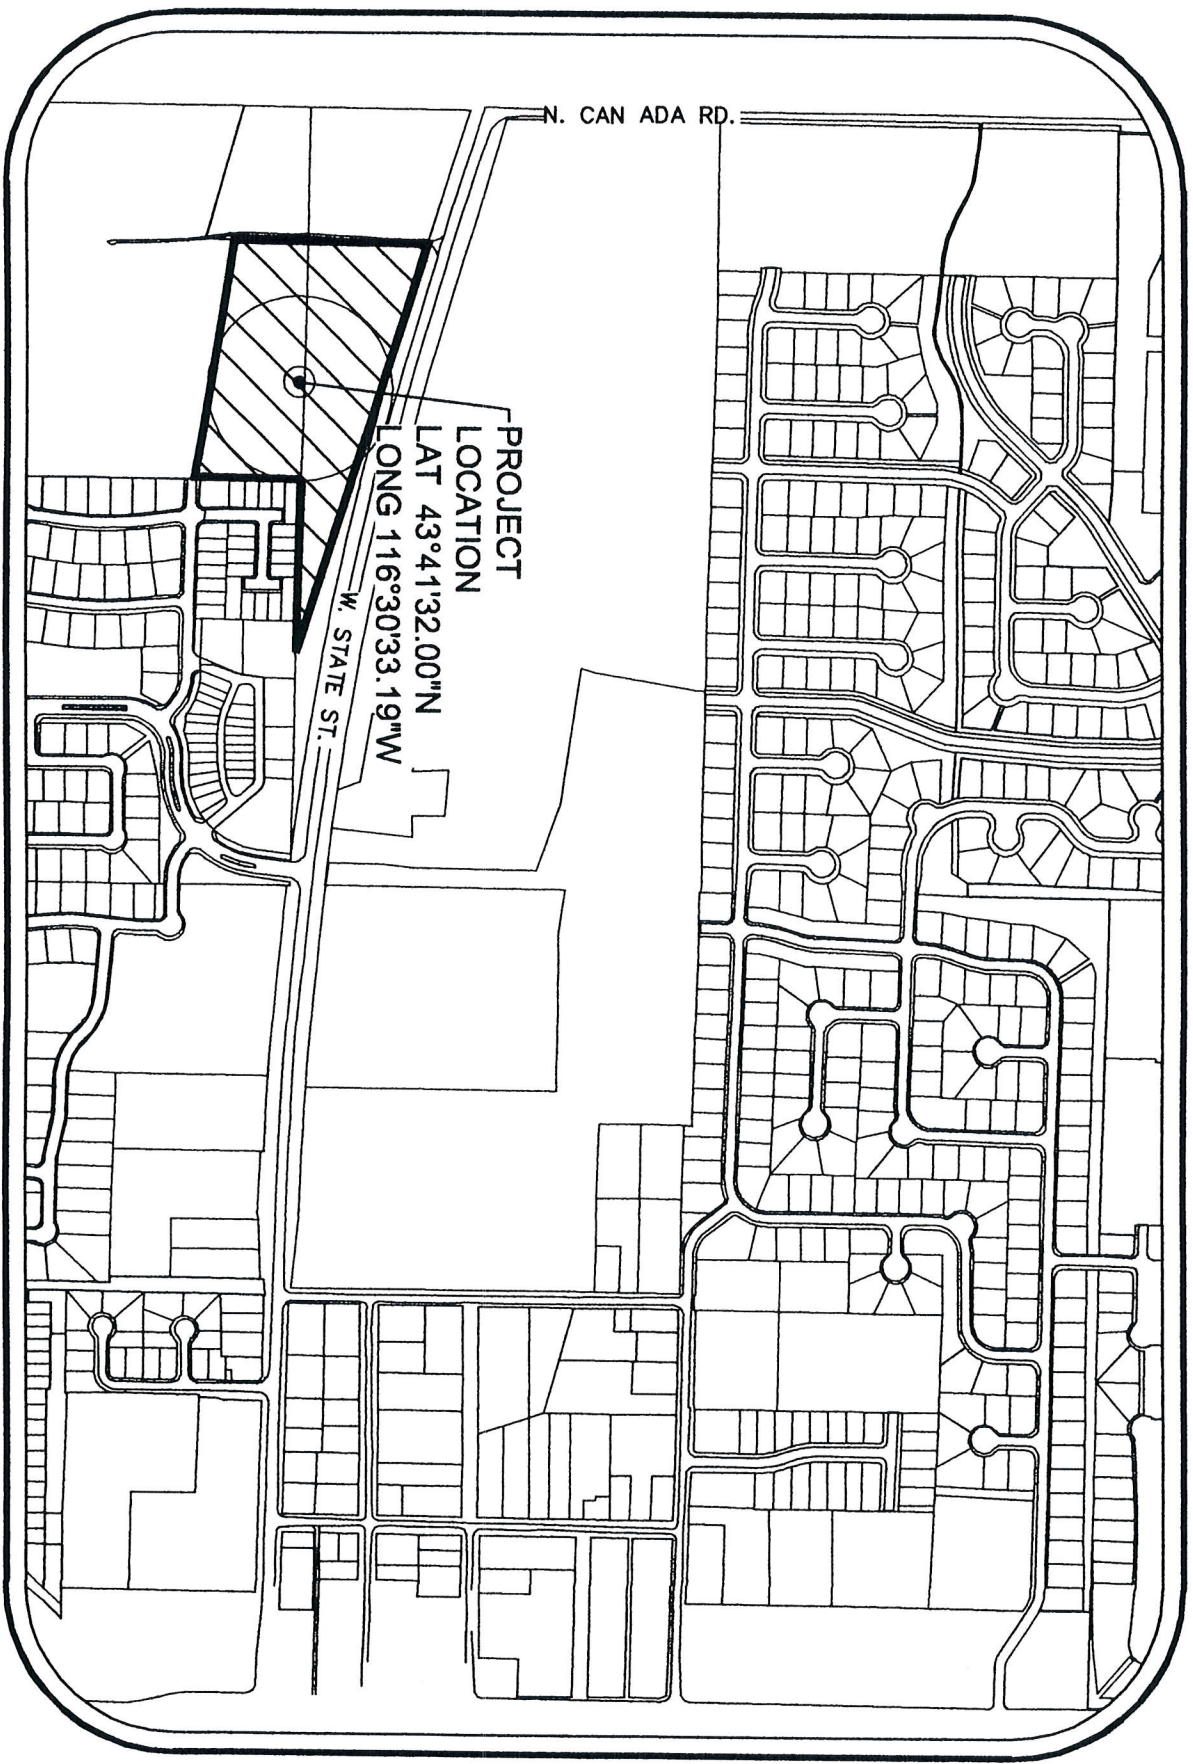 N. CAN ADA RD.
PROJECT
LOCATION
LAT 43°41'32.00"N
LONG 116°30'33.19"W
W. STATE ST.